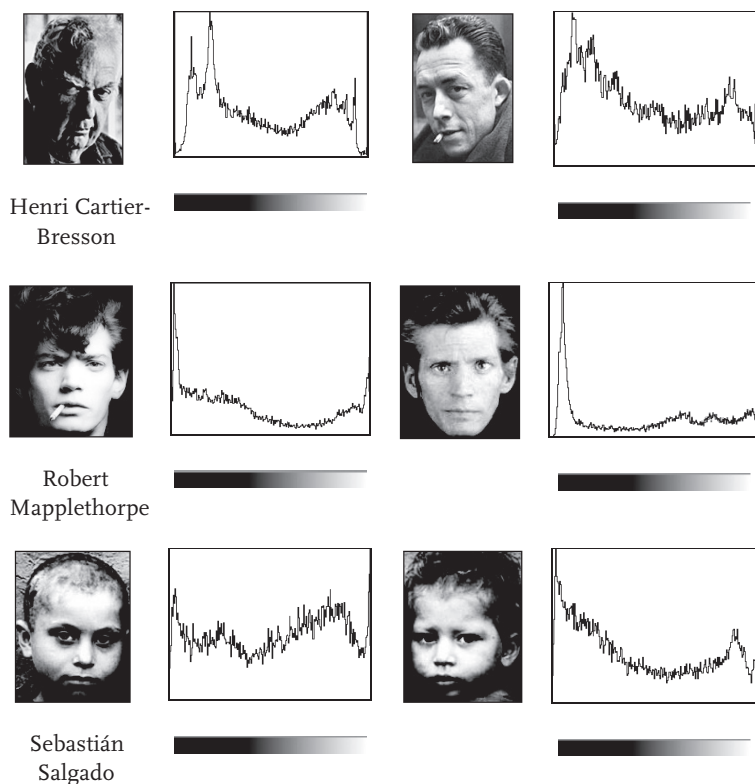 Henri Cartier-
Bresson
Robert
Mapplethorpe
Sebastián
Salgado